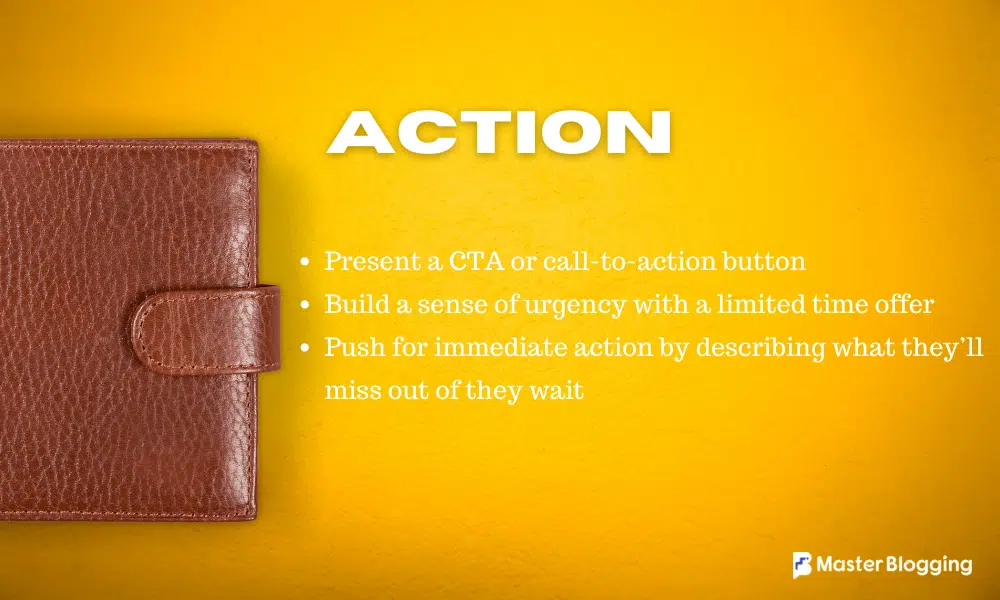 ACTION
• Present a CTA or call-to-action button
• Build a sense of urgency with a limited time offer
• Push for immediate action by describing what they’ll
miss out of they wait
Master Blogging